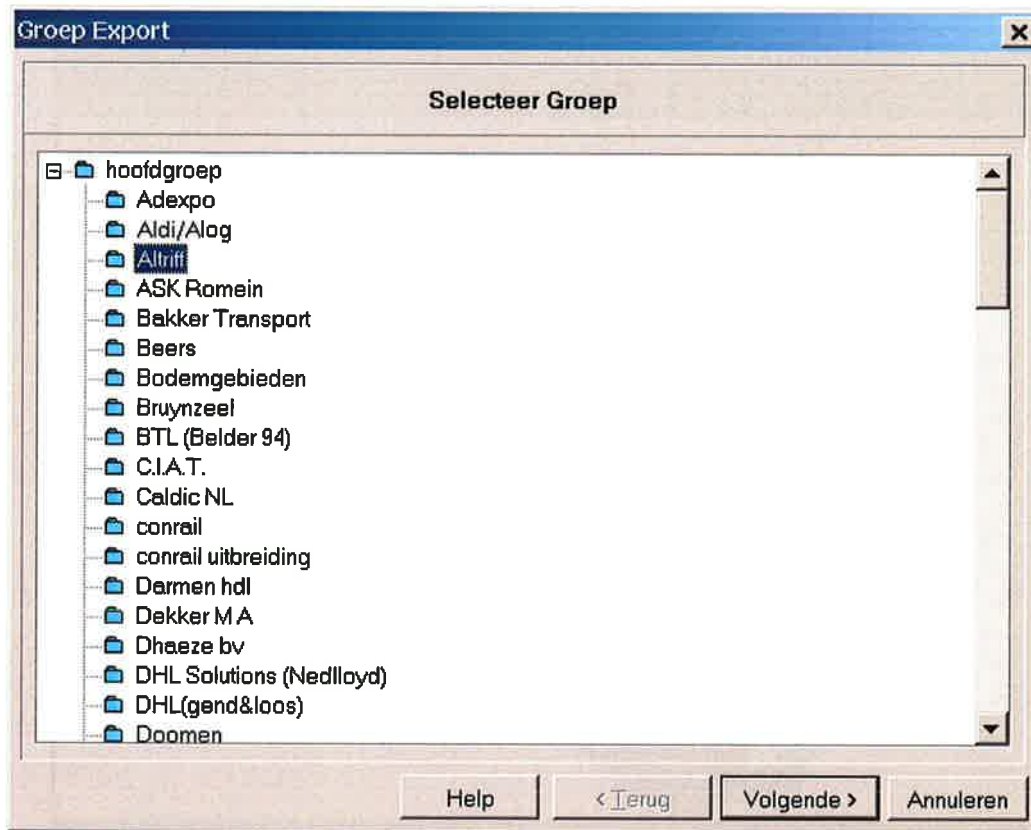 Groep Export
Selecteer Groep
hoofdgroep
Adexpo
Aldi/Alog
Altriff
ASK Romein
Bakker Transport
Beers
Bodemgebieden
Bruynzeel
BTL (Belder 94)
C.I.A.T.
Caldic NL
conrail
conrail uitbreiding
Darmen hdl
Dekker M A
Dhaeze bv
DHL Solutions (Nedlloyd)
DHL(gend&loos)
Doomen
Help < Terug Volgende > Annuleren